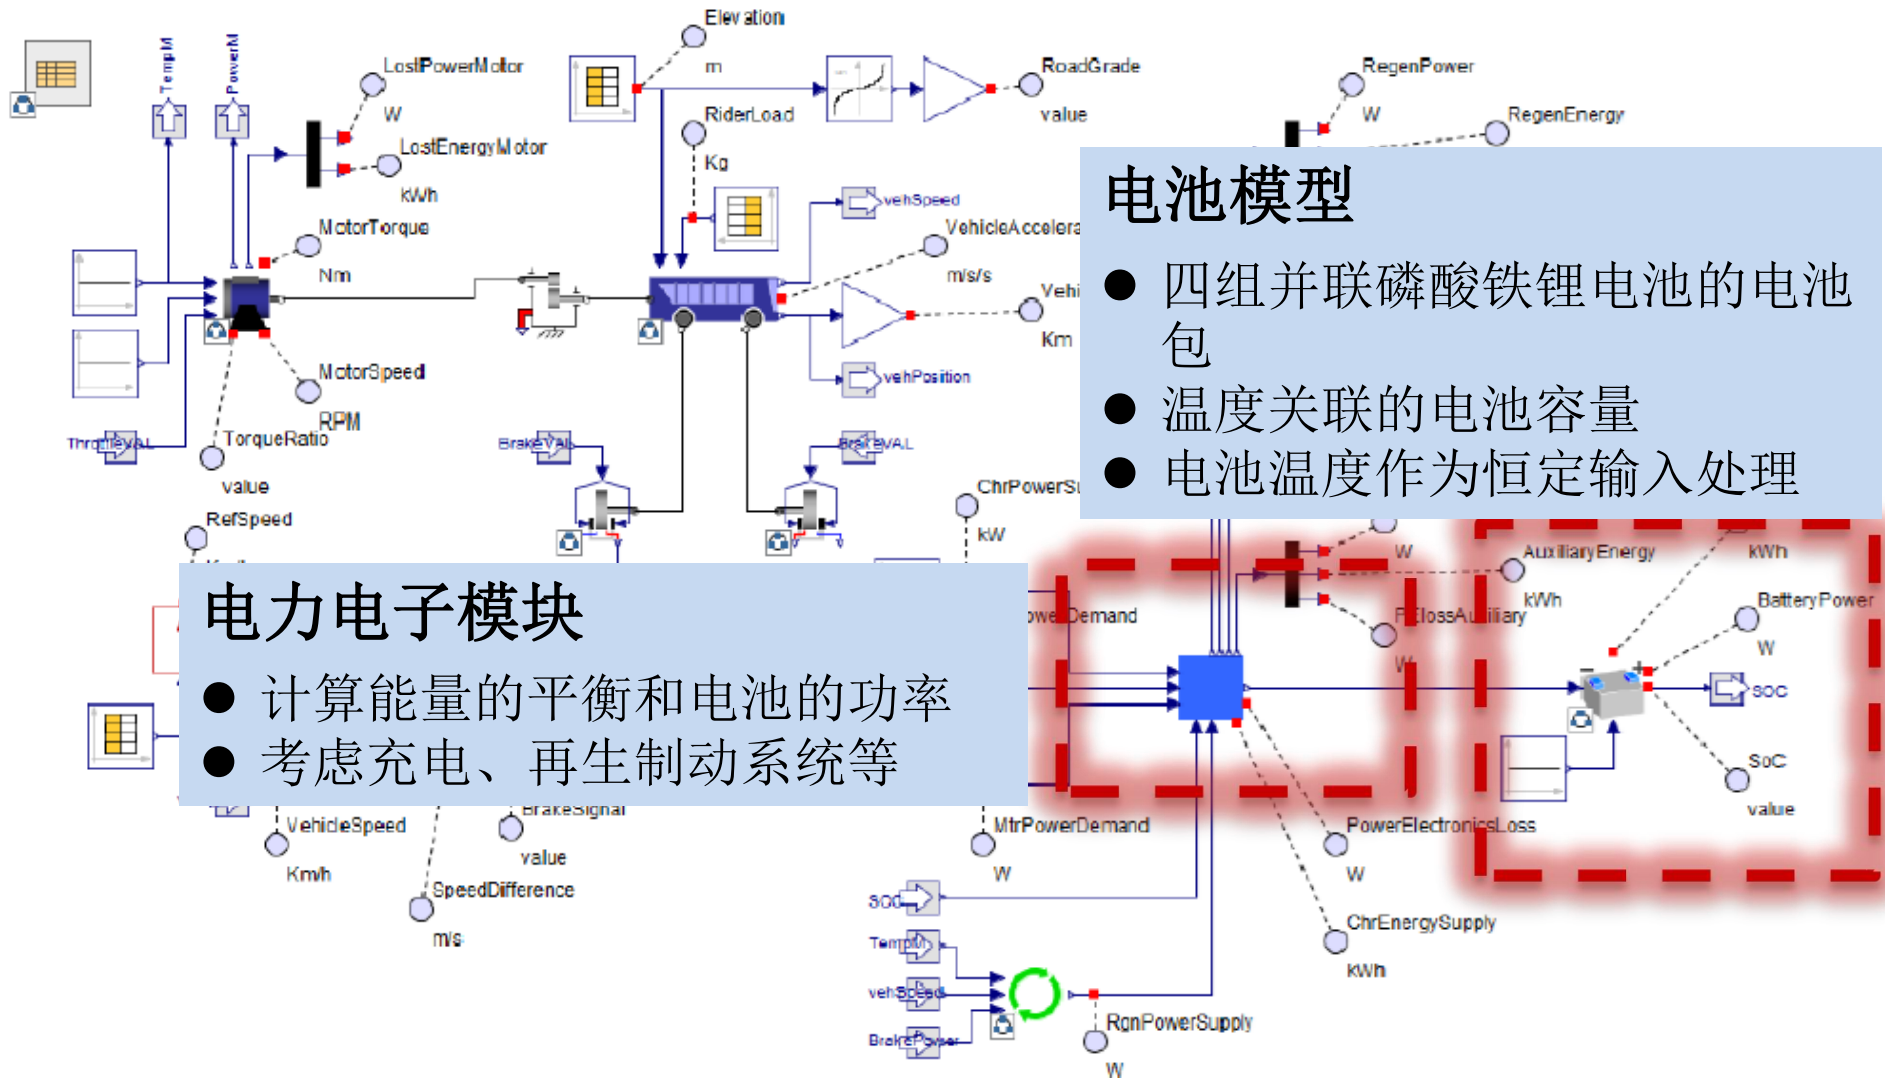 Elevation
m
TempM
PowerM
LostPowerMotor
W
LostEnergyMotor
kWh
RoadGrade
value
RiderLoad
Kg
RegenPower
W
RegenEnergy
MotorTorque
Nm
vehSpeed
VehicleAccelera
m/s/s
Vehi
Km
vehPosition
MotorSpeed
RPM
TorqueRatio
value
ThrottleVAL
BrakeVAL
BrakeVAL
电池模型
● 四组并联磷酸铁锂电池的电池
包
● 温度关联的电池容量
● 电池温度作为恒定输入处理
RefSpeed
ChrPowerSu
kW
W
AuxiliaryEnergy
kWh
kWh
BatteryPower
W
PElossAuxiliary
W
owerDemand
SOC
SoC
value
电力电子模块
● 计算能量的平衡和电池的功率
● 考虑充电、再生制动系统等
VehicleSpeed
Km/h
BrakeSignal
value
SpeedDifference
m/s
MtrPowerDemand
W
PowerElectronicsLoss
W
ChrEnergySupply
kWh
SOC
TempM
vehSpeed
BrakePower
RgnPowerSupply
W